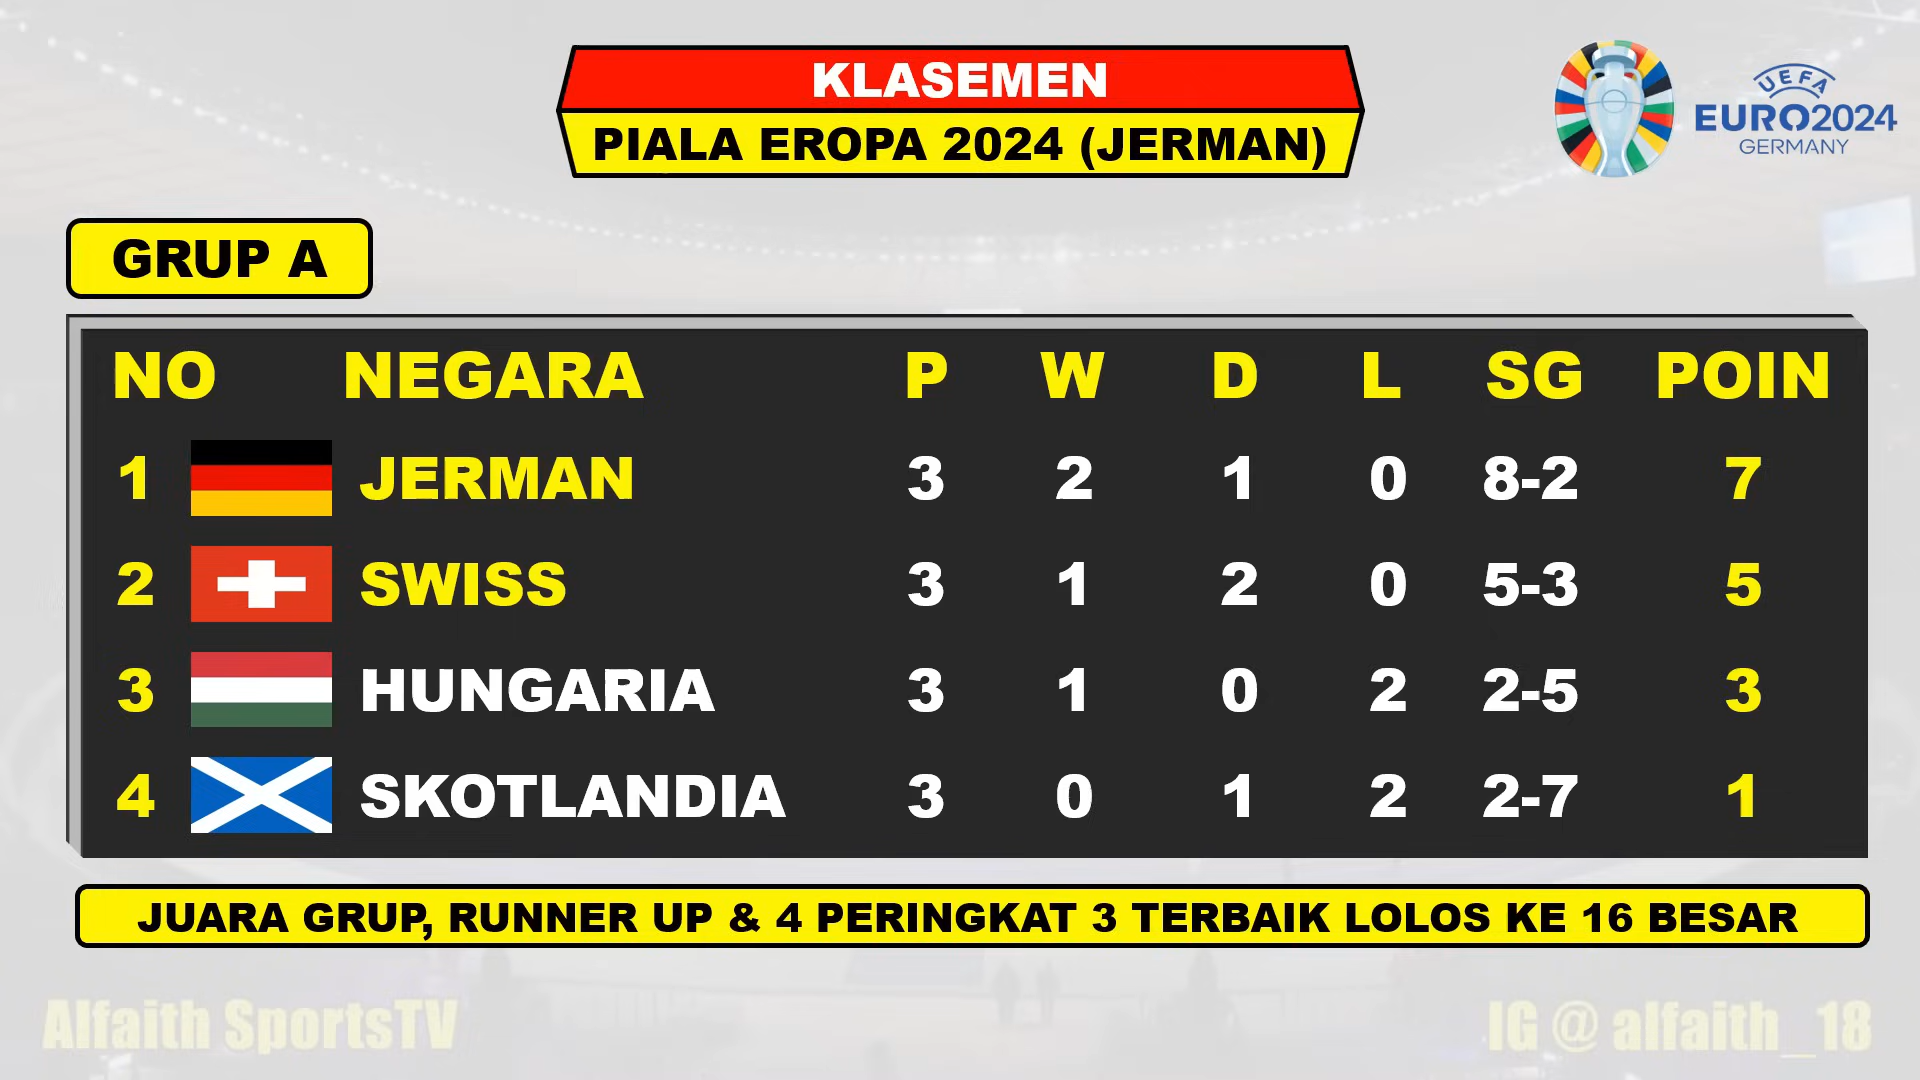 KLASEMEN
PIALA EROPA 2024 (JERMAN)
UEFA
EURO2024
GERMANY
GRUP A
NO NEGARA P W D L SG POIN
1 JERMAN 3 2 1 0 8-2 7
2 SWISS 3 1 2 0 5-3 5
3 HUNGARIA 3 1 0 2 2-5 3
4 SKOTLANDIA 3 0 1 2 2-7 1
JUARA GRUP, RUNNER UP & 4 PERINGKAT 3 TERBAIK LOLOS KE 16 BESAR
Alfaith SportsTV
IG @ alfaith_18